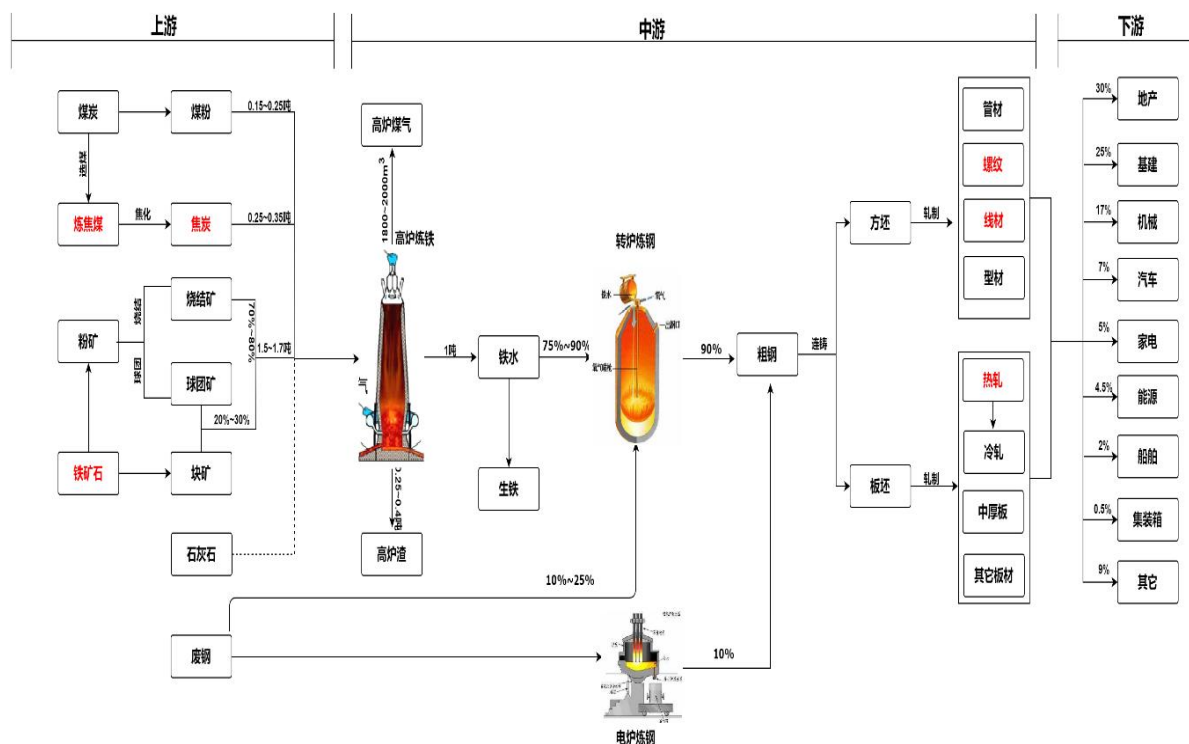 上游
中游
下游
煤炭
煤粉
0.15~0.25吨
选煤
炼焦煤
焦化
焦炭
0.25~0.35吨
粉矿
烧结
球团
烧结矿
球团矿
70%~80%
20%~30%
1.5~1.7吨
铁矿石
块矿
石灰石
废钢
高炉煤气
1800~2000m³
高炉炼铁
1吨
铁水
75%~90%
生铁
0.25~0.4吨
高炉渣
10%~25%
转炉炼钢
铁水
氧气
出钢口
90%
10%
电炉炼钢
粗钢
连铸
方坯
轧制
板坯
轧制
管材
螺纹
线材
型材
热轧
冷轧
中厚板
其它板材
30%
地产
25%
基建
17%
机械
7%
汽车
5%
家电
4.5%
能源
2%
船舶
0.5%
集装箱
9%
其它